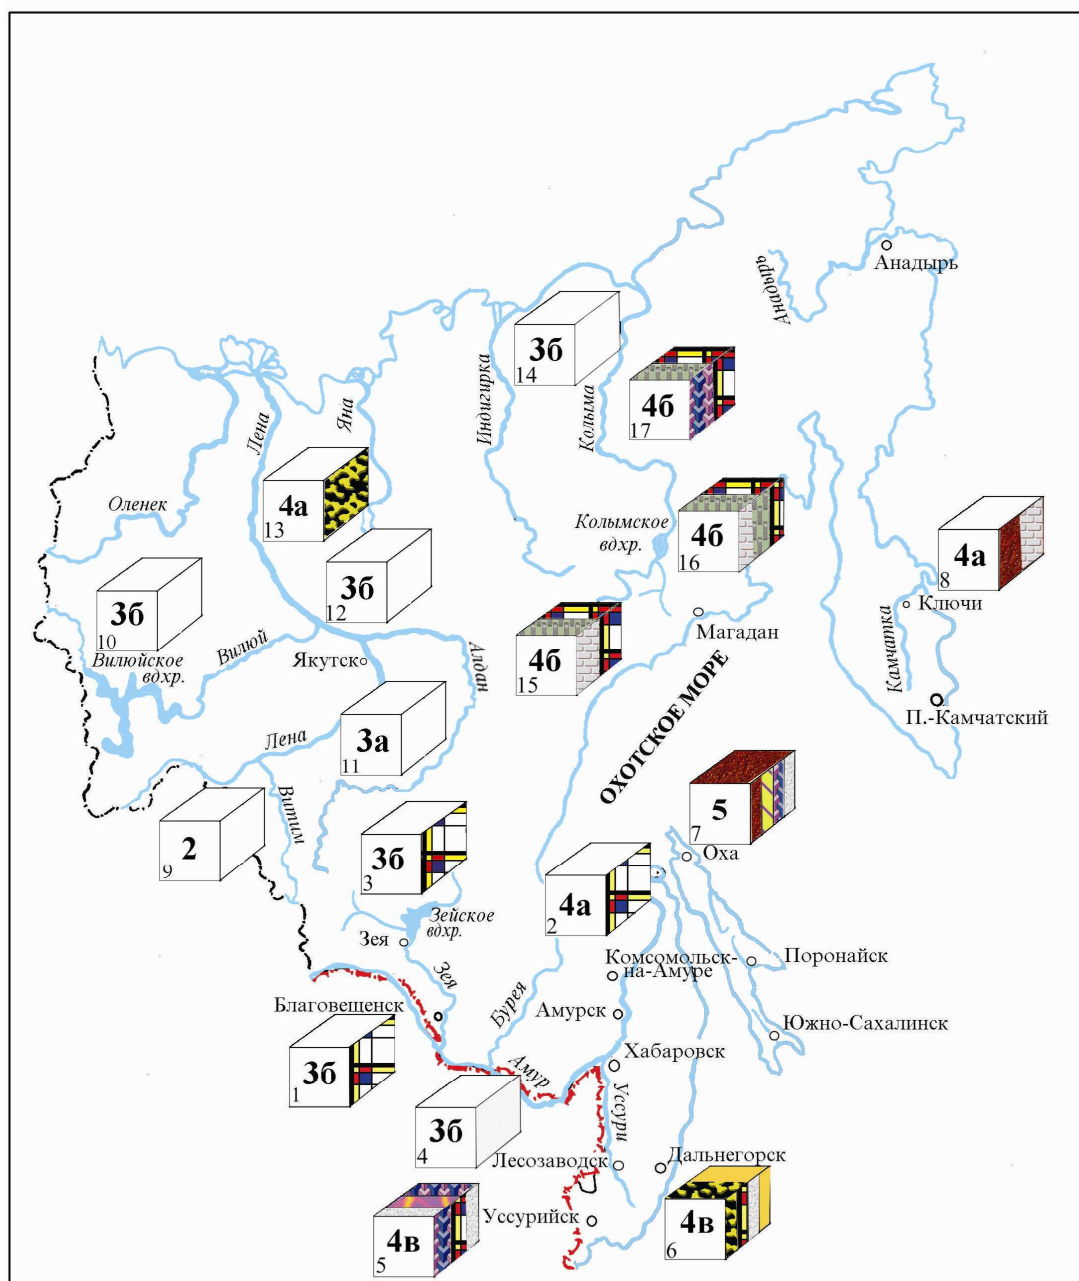 Анадырь
Анадырь
3б
14
Индигирка
Колыма
4б
17
Лена
Яна
Оленек
4а
13
Колымское
вдхр.
4б
16
4а
8
3б
10
3б
12
Ключи
Магадан
Вилюйское
вдхр.
Вилюй
Якутск
Алдан
4б
15
Камчатка
П.-Камчатский
ОХОТСКОЕ МОРЕ
Лена
3а
11
Витим
2
9
5
7
Оха
3б
3
4а
2
Зейское
вдхр.
Зея
Зея
Комсомольск-
на-Амуре
Поронайск
Благовещенск
Бурея
Амурск
Южно-Сахалинск
3б
1
Амур
Хабаровск
Уссури
3б
4
Лесозаводск
Дальнегорск
4в
5
Уссурийск
4в
6